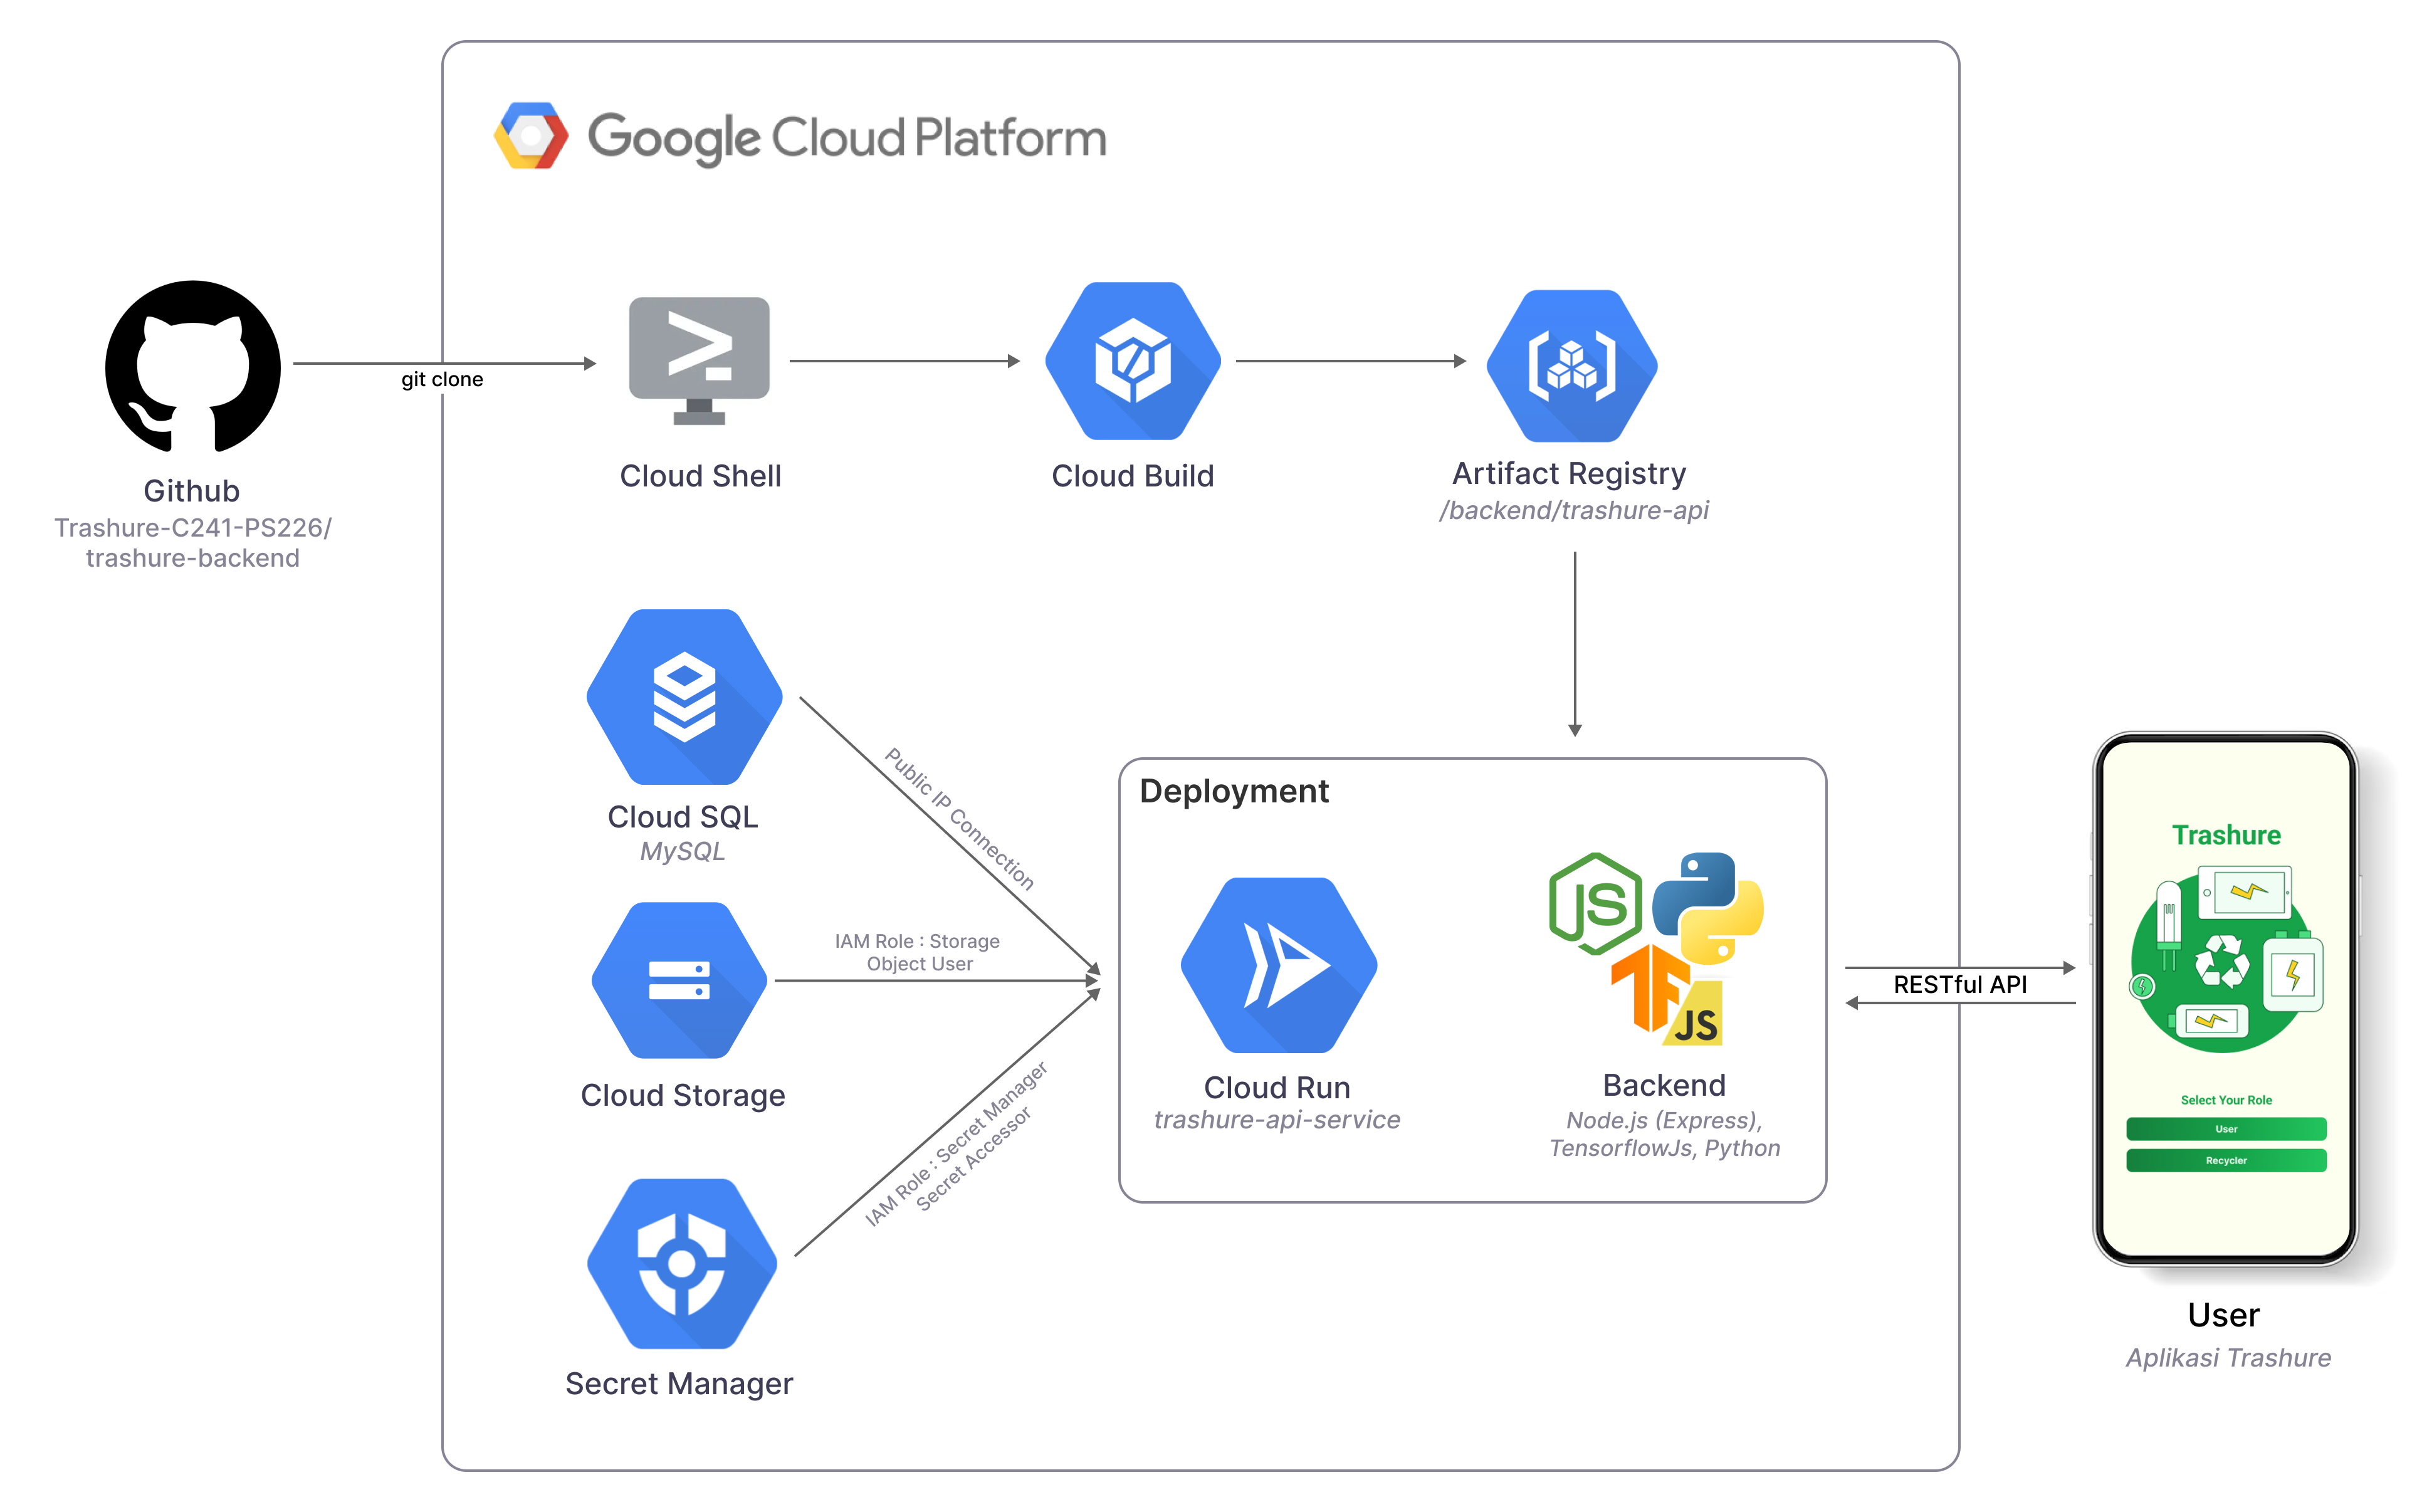 Google Cloud Platform
git clone
Github
Trashure-C241-PS226/
trashure-backend
Cloud Shell
Cloud Build
Artifact Registry
/backend/trashure-api
Cloud SQL
MySQL
Public IP Connection
Cloud Storage
IAM Role : Storage
Object User
Secret Manager
IAM Role : Secret Manager
Secret Accessor
Deployment
Cloud Run
trashure-api-service
JS
TF
JS
Backend
Node.js (Express),
TensorflowJs, Python
RESTful API
Trashure
Select Your Role
User
Recycler
User
Aplikasi Trashure